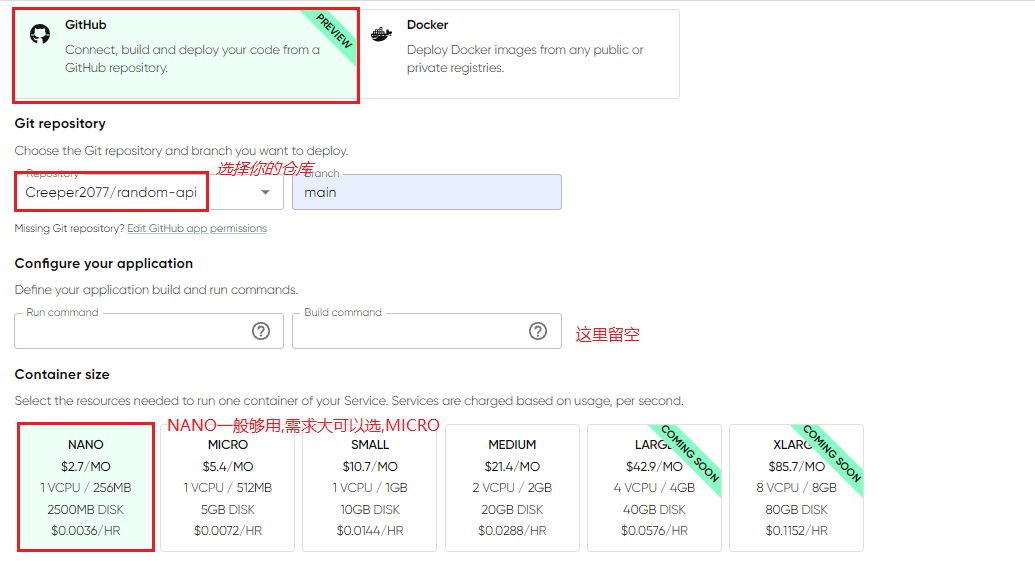 GitHub
PREVIEW
Connect, build and deploy your code from a
GitHub repository.
Docker
Deploy Docker images from any public or
private registries.
Git repository
Choose the Git repository and branch you want to deploy.
选择你的仓库
Repository
Creeper2077/random-api
Branch
main
Missing Git repository? Edit GitHub app permissions
Configure your application
Define your application build and run commands.
Run command
Build command
这里留空
Container size
Select the resources needed to run one container of your Service. Services are charged based on usage, per second.
NANO一般够用,需求大可以选,MICRO
NANO
$2.7/MO
1 VCPU / 256MB
2500MB DISK
$0.0036/HR
MICRO
$5.4/MO
1 VCPU / 512MB
5GB DISK
$0.0072/HR
SMALL
$10.7/MO
1 VCPU / 1GB
10GB DISK
$0.0144/HR
MEDIUM
$21.4/MO
2 VCPU / 2GB
20GB DISK
$0.0288/HR
LARGE
COMING SOON
$42.9/MO
4 VCPU / 4GB
40GB DISK
$0.0576/HR
XLARG
COMING SOON
$85.7/MO
8 VCPU / 8GB
80GB DISK
$0.1152/HR